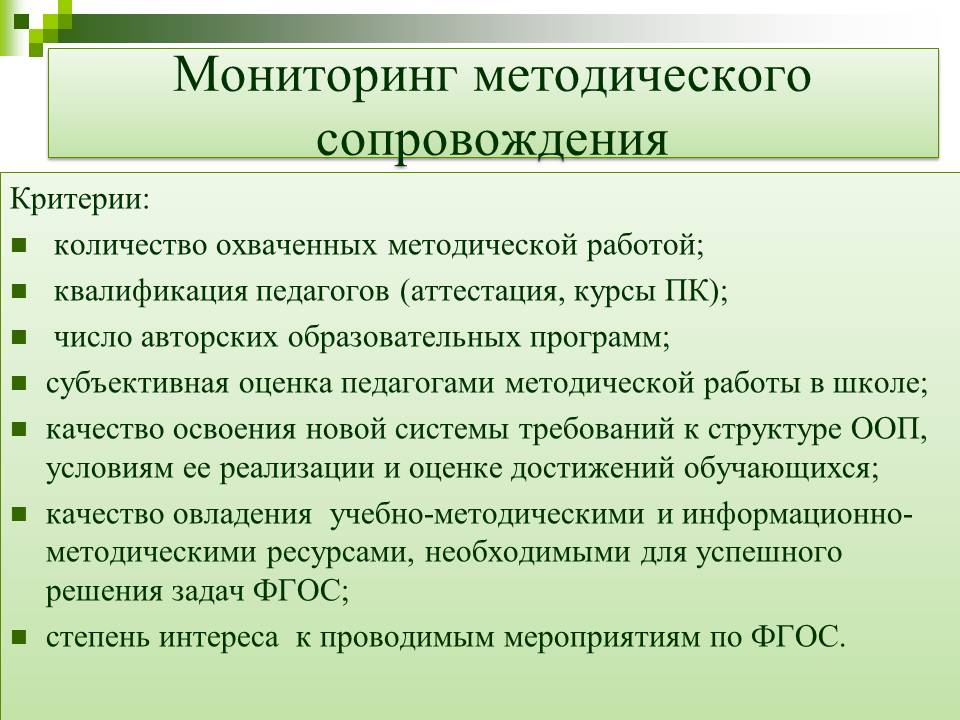 Мониторинг методического
сопровождения
Критерии:
количество охваченных методической работой;
квалификация педагогов (аттестация, курсы ПК);
число авторских образовательных программ;
субъективная оценка педагогами методической работы в школе;
качество освоения новой системы требований к структуре ООП,
условиям ее реализации и оценке достижений обучающихся;
качество овладения учебно-методическими и информационно-
методическими ресурсами, необходимыми для успешного
решения задач ФГОС;
степень интереса к проводимым мероприятиям по ФГОС.